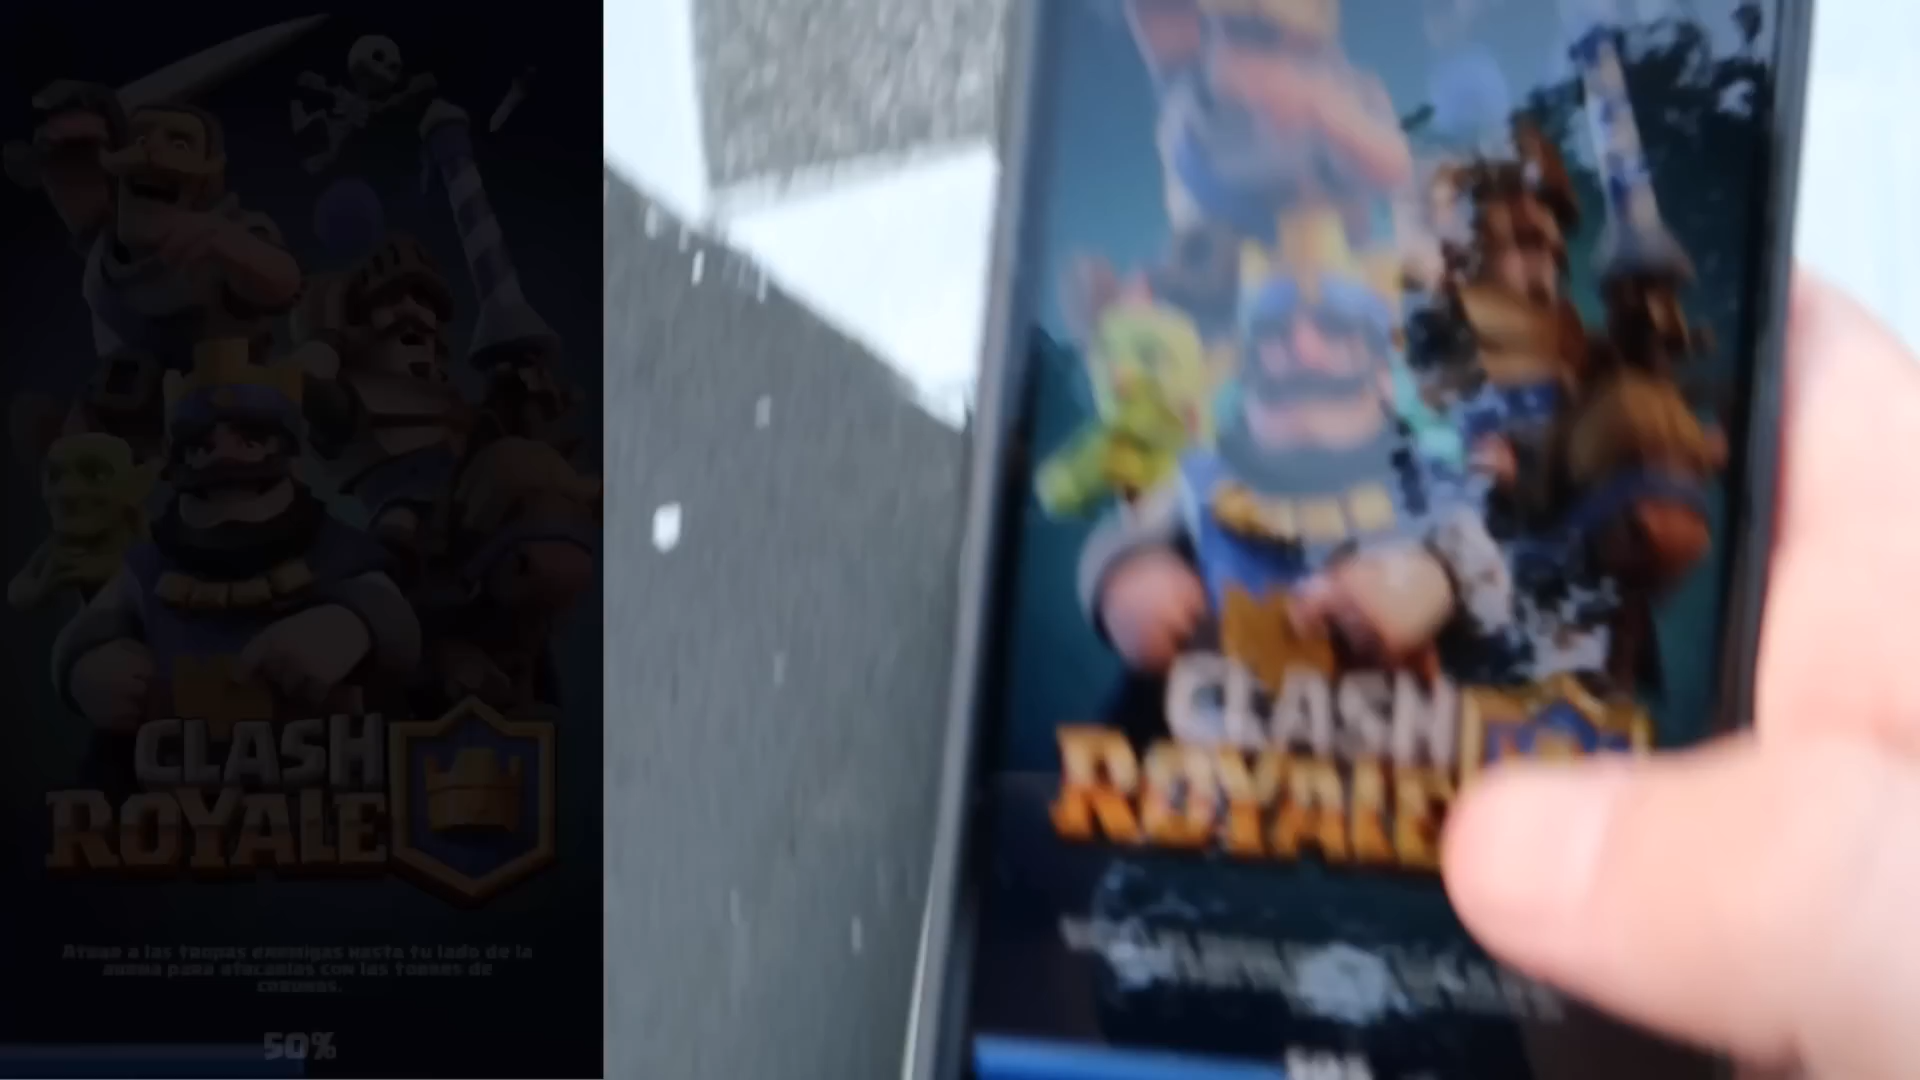 CLASH
ROYALE
Atrae a las tropas enemigas hasta tu lado de la
arena para atacarlas con las torres de
coronas.
50%
CLASH
ROYALE